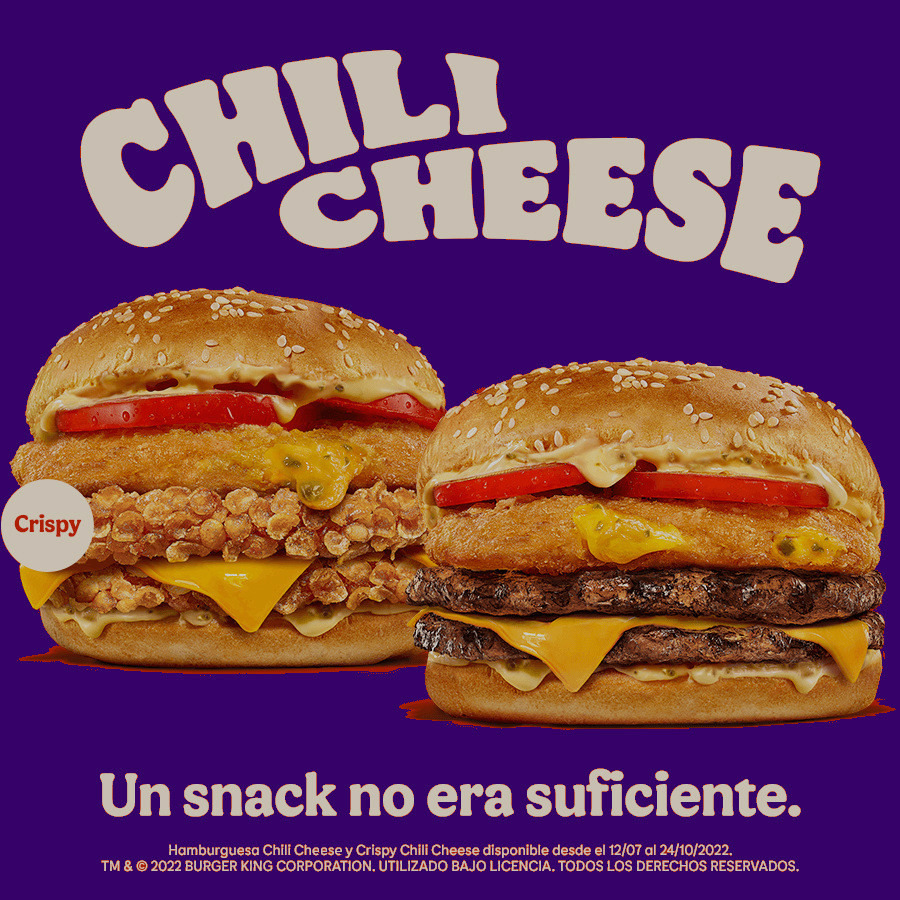 CHILI
CHEESE
Crispy
Un snack no era suficiente.
Hamburguesa Chili Cheese y Crispy Chili Cheese disponible desde el 12/07 al 24/10/2022.
TM & © 2022 BURGER KING CORPORATION. UTILIZADO BAJO LICENCIA. TODOS LOS DERECHOS RESERVADOS.